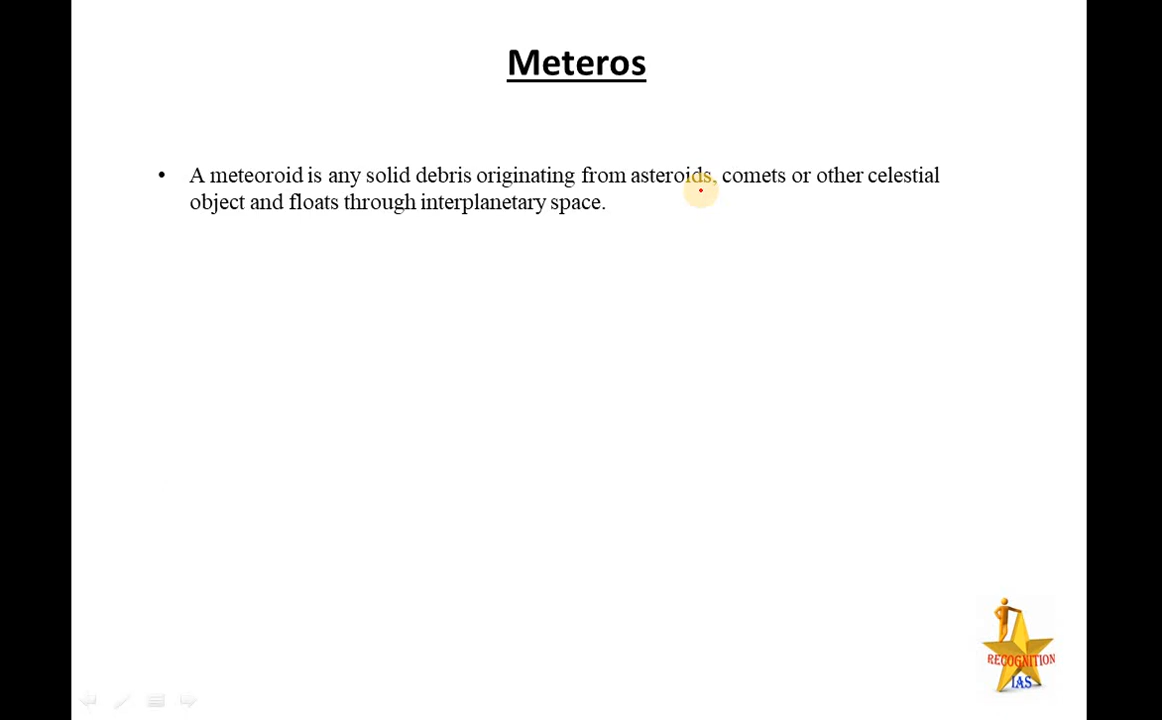 Meteros
• A meteoroid is any solid debris originating from asteroids, comets or other celestial
object and floats through interplanetary space.
RECOGNITION
IAS